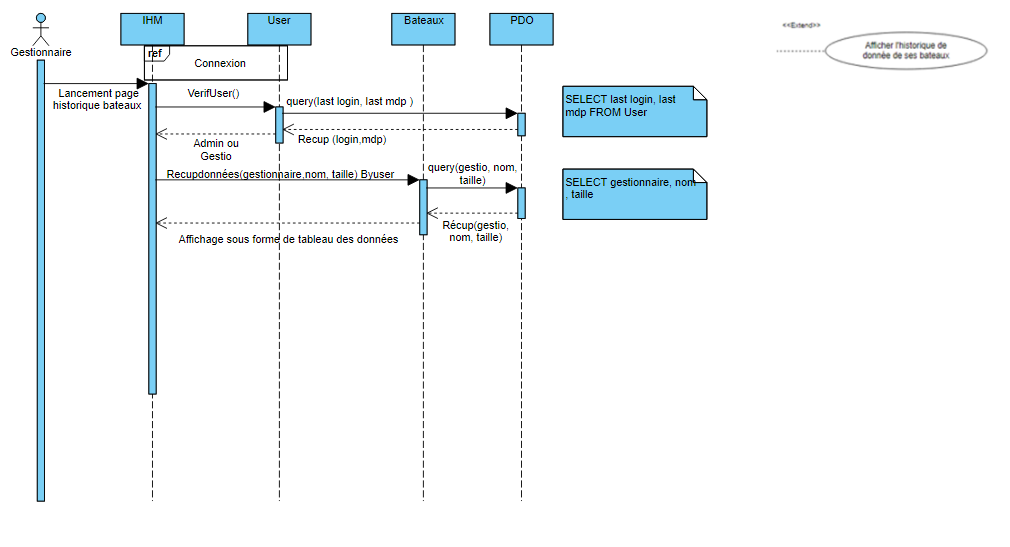 Gestionnaire
IHM
User
Bateaux
PDO
ref
Connexion
Lancement page
historique bateaux
VerifUser()
query(last login, last mdp )
Recup (login,mdp)
Admin ou
Gestio
Recupdonnées(gestionnaire,nom, taille) Byuser
query(gestio, nom,
taille)
Récup(gestio,
nom, taille)
Affichage sous forme de tableau des données
SELECT last login, last
mdp FROM User
SELECT gestionnaire, nom
, taille
<<Extend>>
Afficher l'historique de
donnée de ses bateaux